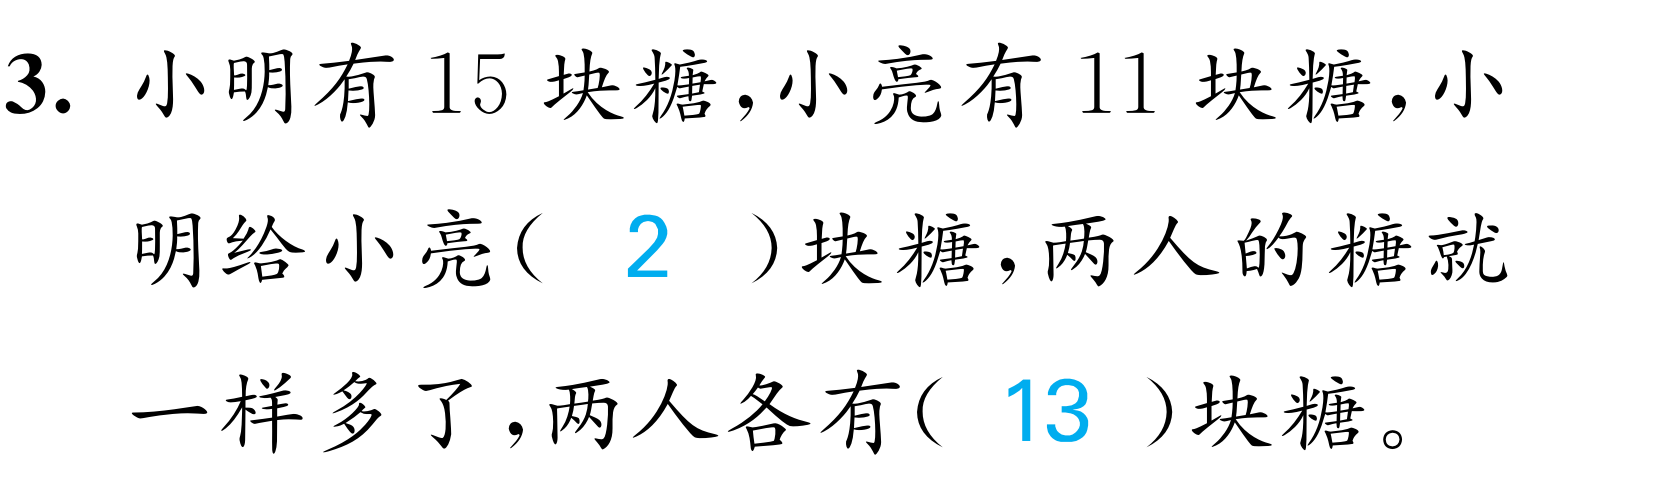 3. 小明有 15 块糖,小亮有 11 块糖,小
明给小亮( 2 )块糖,两人的糖就
一样多了,两人各有( 13 )块糖。